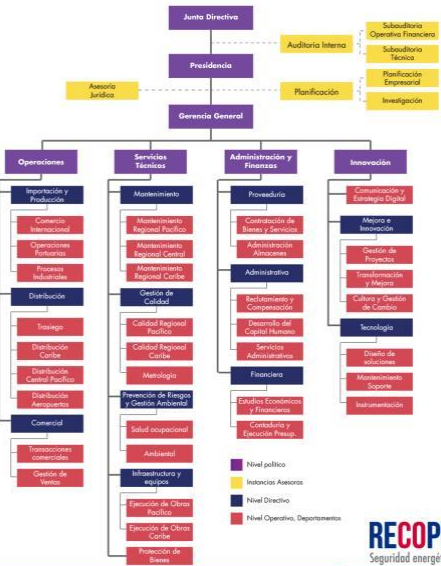 Junta Directiva
Auditoria Interna
Subauditoria
Operativa Financiera
Subauditoria
Técnica
Presidencia
Asesoría
Jurídica
Planificación
Planificación
Empresarial
Investigación
Gerencia General
Operaciones
Importación y
Producción
Comercio
Internacional
Operaciones
Portuarias
Procesos
Industriales
Distribución
Trasiego
Distribución
Caribe
Distribución
Central Pacífico
Distribución
Aeropuertos
Comercial
Transacciones
comerciales
Gestión de
Ventas
Servicios
Técnicos
Mantenimiento
Mantenimiento
Regional Pacífico
Mantenimiento
Regional Central
Mantenimiento
Regional Caribe
Gestión de
Calidad
Calidad Regional
Pacífico
Calidad Regional
Caribe
Metrología
Prevención de Riesgos
y Gestión Ambiental
Salud ocupacional
Ambiental
Infraestructura y
equipos
Ejecución de Obras
Pacífico
Ejecución de Obras
Caribe
Protección de
Bienes
Administración y
Finanzas
Proveeduría
Contratación de
Bienes y Servicios
Administración
Almacenes
Administrativo
Reclutamiento y
Compensación
Desarrollo del
Capital Humano
Servicios
Administrativos
Financiera
Estudios Económicos
y Financieros
Contaduría y
Ejecución Presup.
Innovación
Comunicación y
Estrategia Digital
Mejora e
Innovación
Gestión de
Proyectos
Transformación
y Mejora
Cultura y Gestión
de Cambio
Tecnología
Diseño de
soluciones
Mantenimiento
Soporte
Instrumentación
Nivel político
Instancias Asesoras
Nivel Directivo
Nivel Operativo, Departamentos
RECOP
Seguridad energét